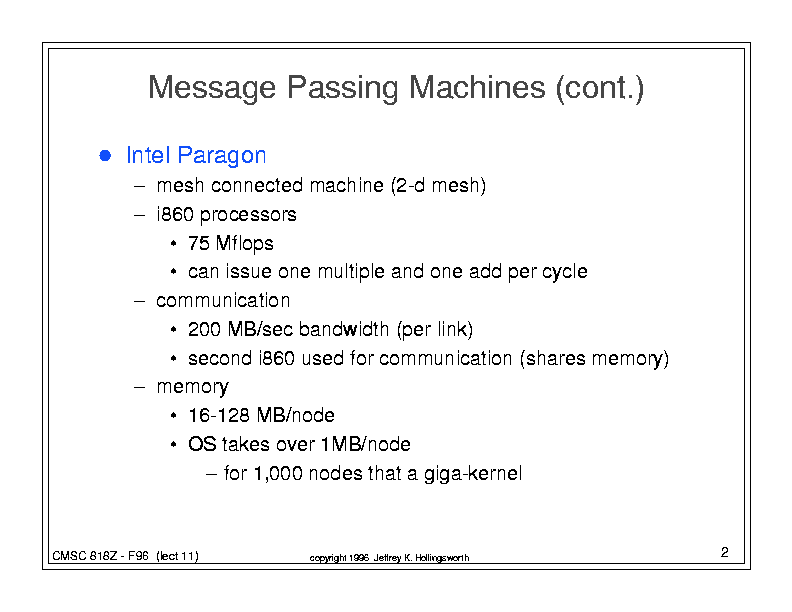 Message Passing Machines (cont.)
● Intel Paragon
– mesh connected machine (2-d mesh)
– i860 processors
• 75 Mflops
• can issue one multiple and one add per cycle
– communication
• 200 MB/sec bandwidth (per link)
• second i860 used for communication (shares memory)
– memory
• 16-128 MB/node
• OS takes over 1MB/node
– for 1,000 nodes that a giga-kernel
CMSC 818Z - F96 (lect 11)
copyright 1996 Jeffrey K. Hollingsworth
2